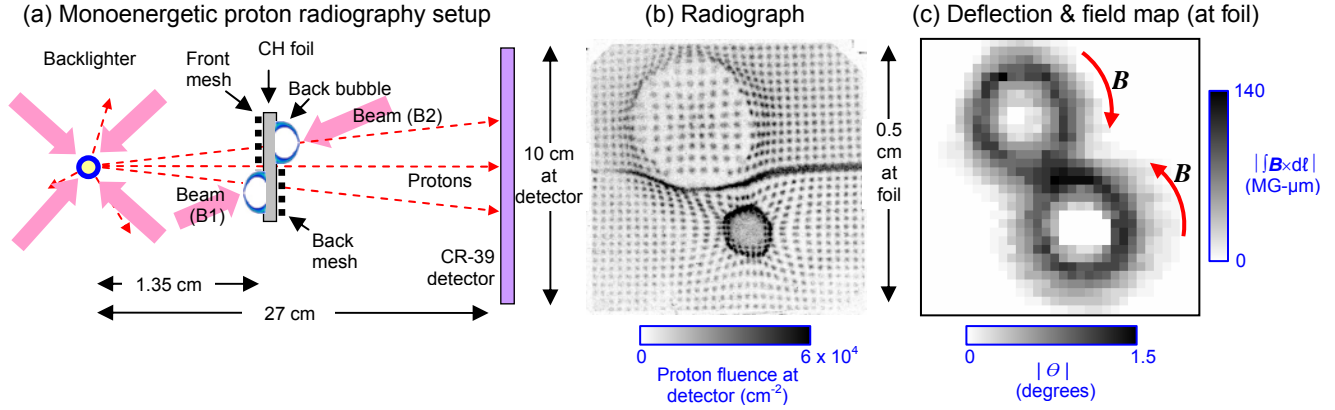 (a) Monoenergetic proton radiography setup
Backlighter
Front
mesh
CH foil
Back bubble
Beam (B2)
Protons
Beam
(B1)
Back
mesh
CR-39
detector
1.35 cm
27 cm
10 cm
at
detector
(b) Radiograph
0.5
cm
at
foil
0
6 x 10⁴
Proton fluence at
detector (cm⁻²)
(c) Deflection & field map (at foil)
B
B
140
|∫B×dℓ|
(MG-μm)
0
0
1.5
| Θ |
(degrees)